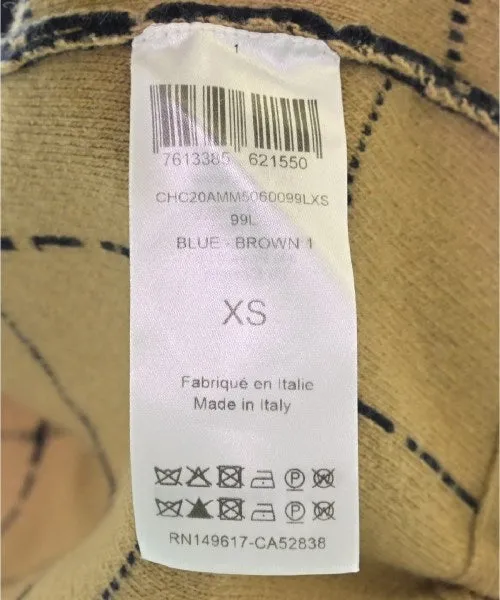 1
7613385 621550
CHC20AMM5060099LXS
99L
BLUE - BROWN 1
XS
Fabriqué en Italie
Made in Italy
P
P
RN149617-CA52838